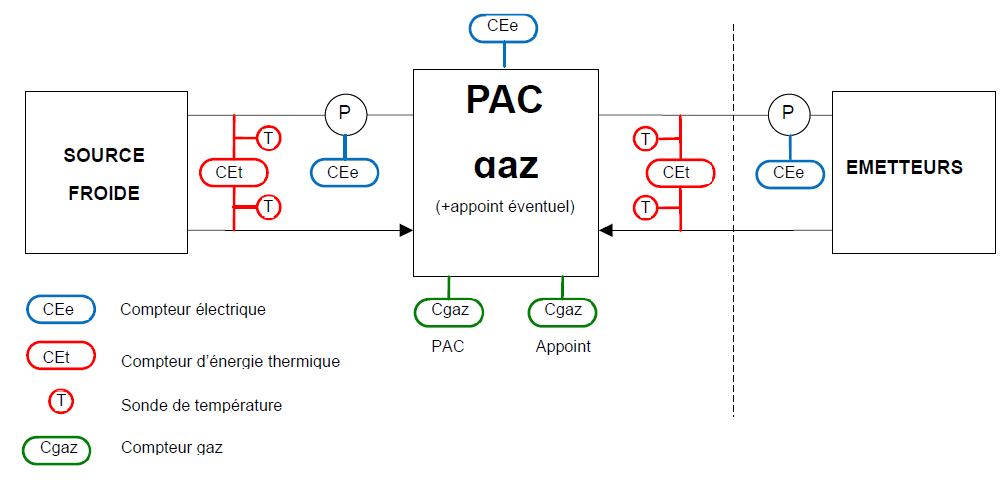 CEe
PAC
gaz
(+appoint éventuel)
SOURCE
FROIDE
T
CEt
T
P
CEe
T
CEt
T
P
CEe
EMETTEURS
Cgaz
PAC
Cgaz
Appoint
CEe Compteur électrique
CEt Compteur d'énergie thermique
T Sonde de température
Cgaz Compteur gaz